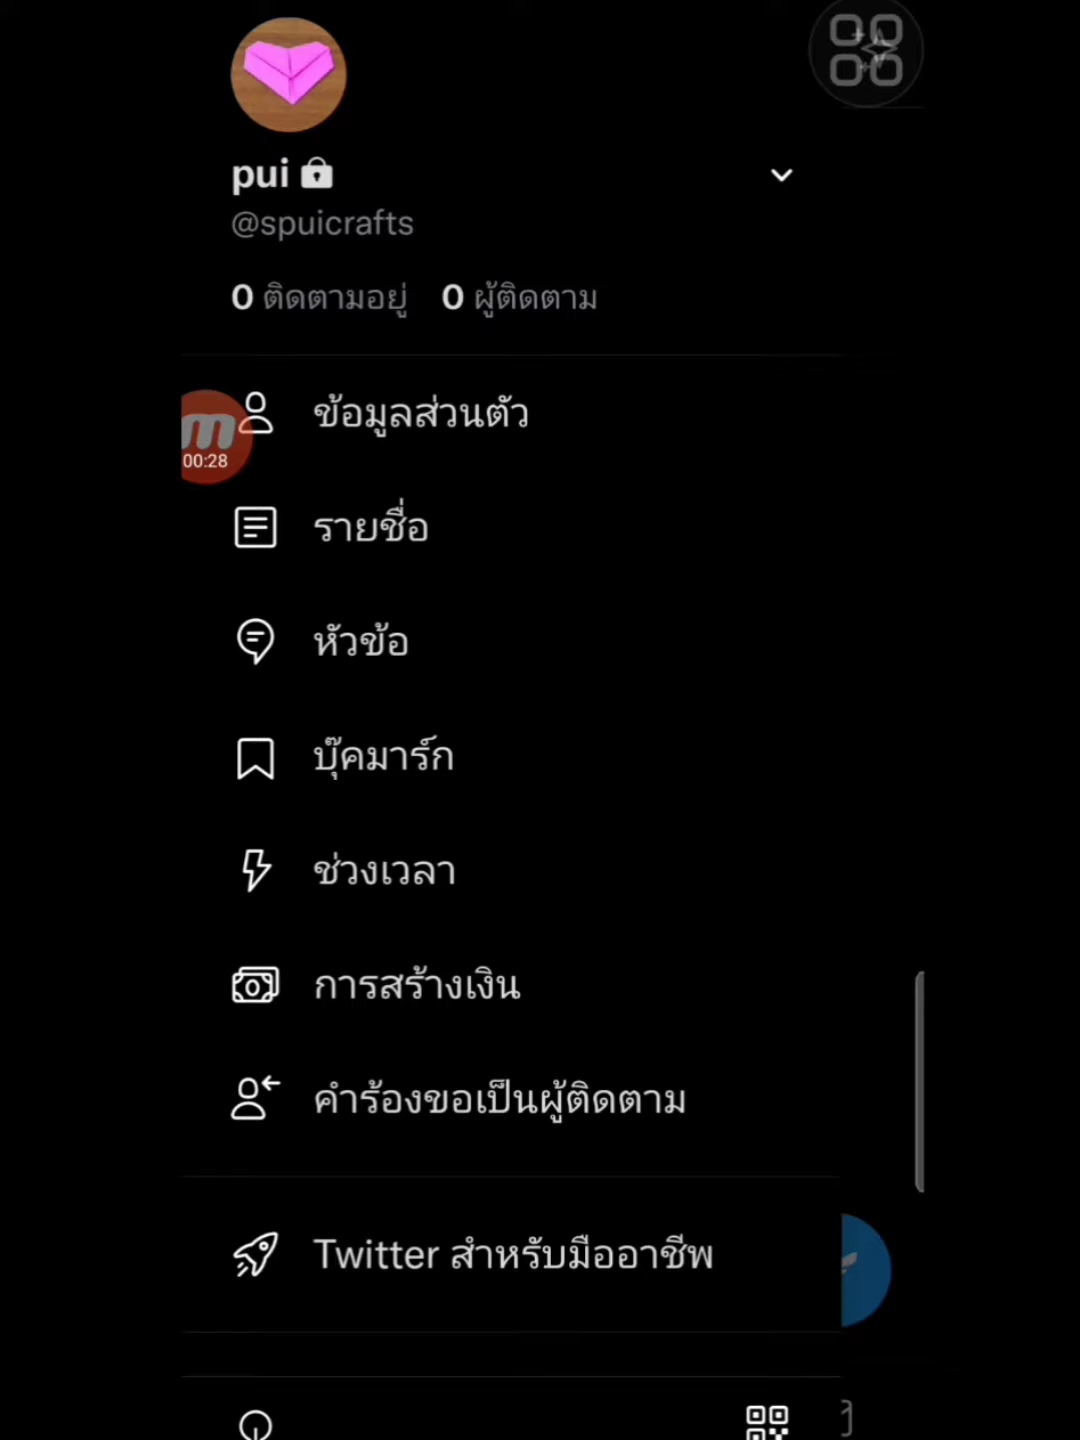 pui
@spuicrafts
0 ติดตามอยู่ 0 ผู้ติดตาม
ข้อมูลส่วนตัว
m
00:28
รายชื่อ
หัวข้อ
บุ๊คมาร์ก
ช่วงเวลา
การสร้างเงิน
คำร้องขอเป็นผู้ติดตาม
Twitter สำหรับมืออาชีพ